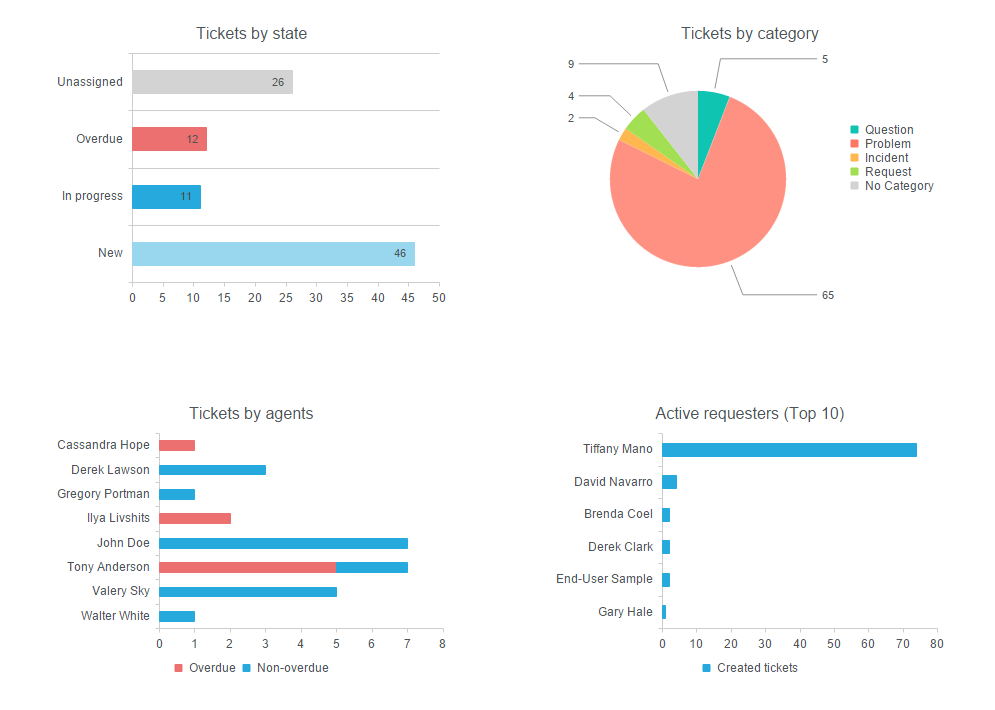 Tickets by state
Unassigned 26
Overdue 12
In progress 11
New 46
0 5 10 15 20 25 30 35 40 45 50
Tickets by category
5
9
4
2
65
Question
Problem
Incident
Request
No Category
Tickets by agents
Cassandra Hope
Derek Lawson
Gregory Portman
Ilya Livshits
John Doe
Tony Anderson
Valery Sky
Walter White
0 1 2 3 4 5 6 7 8
Overdue Non-overdue
Active requesters (Top 10)
Tiffany Mano
David Navarro
Brenda Coel
Derek Clark
End-User Sample
Gary Hale
0 10 20 30 40 50 60 70 80
Created tickets